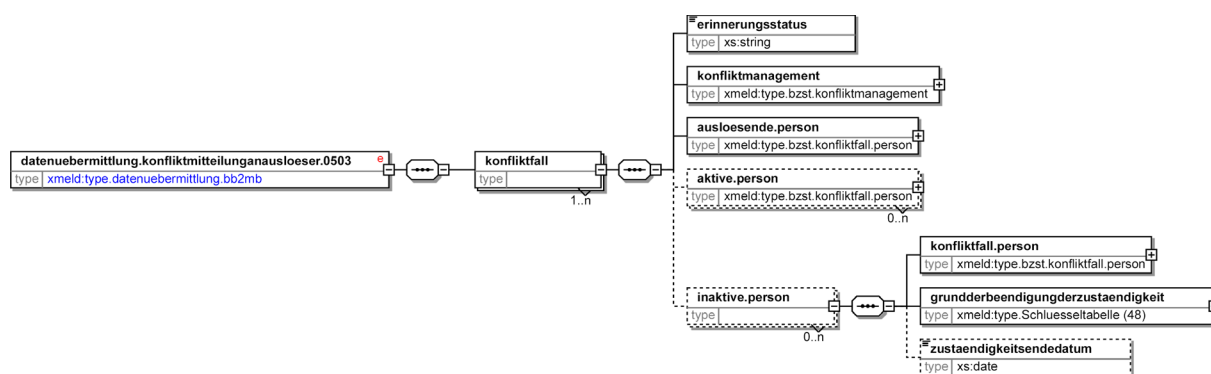 erinnerungsstatus
type xs:string
konfliktmanagement
type xmeld:type.bzst.konfliktmanagement
ausloesende.person
type xmeld:type.bzst.konfliktfall.person
datenuebermittlung.konfliktmitteilunganausloeser.0503 e
type xmeld:type.datenuebermittlung.bb2mb
konfliktfall
type
1..n
aktive.person
type xmeld:type.bzst.konfliktfall.person
0..n
konfliktfall.person
type xmeld:type.bzst.konfliktfall.person
inaktive.person
type
0..n
grundderbeendigungderzustaendigkeit
type xmeld:type.Schluesseltabelle (48)
zustaendigkeitsendedatum
type xs:date